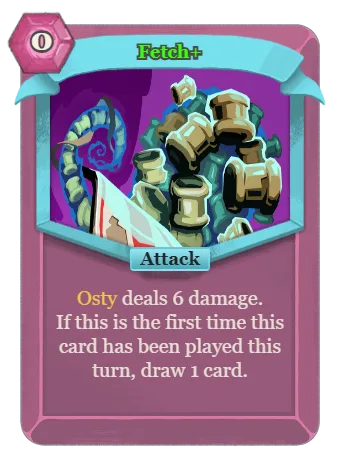 0
Fetch+
Attack
Osty deals 6 damage.
If this is the first time this
card has been played this
turn, draw 1 card.